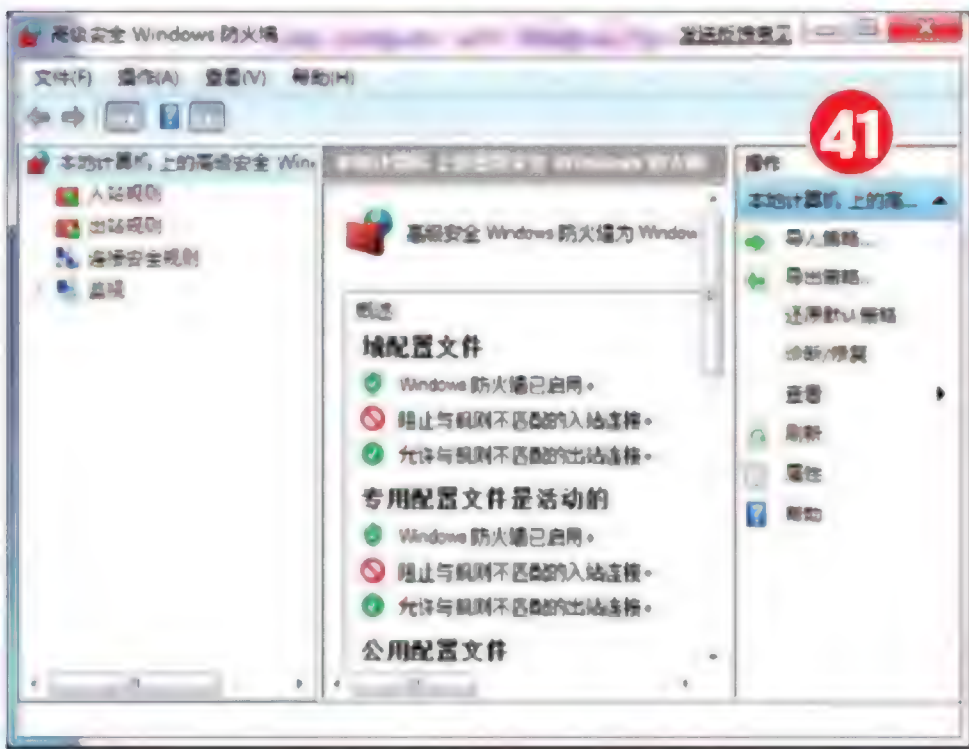 高级安全 Windows 防火墙
文件(F) 操作(A) 查看(V) 帮助(H)
41
本地计算机 上的高级安全 Win
入站规则
出站规则
连接安全规则
监视
高级安全 Windows 防火墙为 Window
概述
域配置文件
Windows 防火墙已启用。
阻止与规则不匹配的入站连接。
允许与规则不匹配的出站连接。
专用配置文件是活动的
Windows 防火墙已启用。
阻止与规则不匹配的入站连接。
允许与规则不匹配的出站连接。
公用配置文件
操作
本地计算机 上的高...
导入策略...
导出策略...
还原默认策略
诊断/修复
查看
刷新
属性
帮助